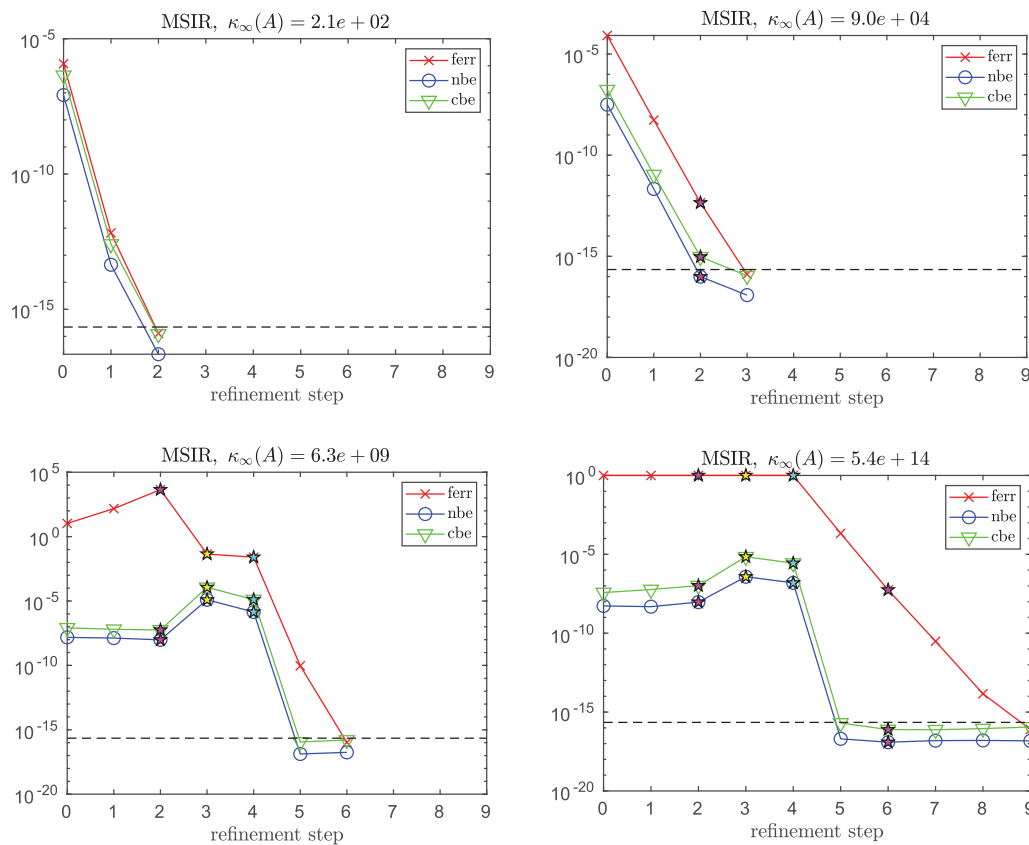 MSIR, κ∞(A) = 2.1e + 02
10^-5
10^-10
10^-15
ferr
nbe
cbe
0 1 2 3 4 5 6 7 8 9
refinement step
MSIR, κ∞(A) = 9.0e + 04
10^-5
10^-10
10^-15
10^-20
ferr
nbe
cbe
0 1 2 3 4 5 6 7 8 9
refinement step
MSIR, κ∞(A) = 6.3e + 09
10^5
10^0
10^-5
10^-10
10^-15
10^-20
ferr
nbe
cbe
0 1 2 3 4 5 6 7 8 9
refinement step
MSIR, κ∞(A) = 5.4e + 14
10^0
10^-5
10^-10
10^-15
10^-20
ferr
nbe
cbe
0 1 2 3 4 5 6 7 8 9
refinement step